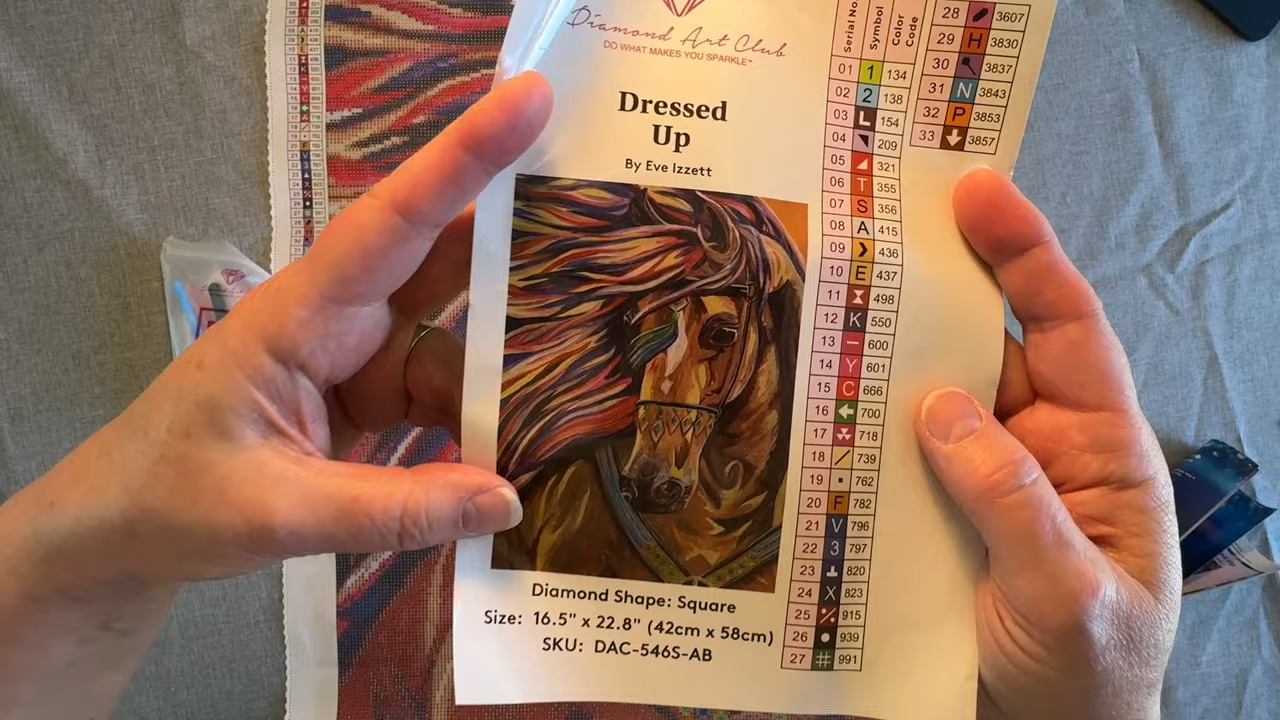 Diamond Art Club
DO WHAT MAKES YOU SPARKLE™
Dressed
Up
By Eve Izzett
Diamond Shape: Square
Size: 16.5" x 22.8" (42cm x 58cm)
SKU: DAC-546S-AB
Serial No. Symbol Color Code
01 1 134
02 2 138
03 L 154
04 ◥ 209
05 ◢ 321
06 T 355
07 S 356
08 A 415
09 ❯ 436
10 E 437
11 ⧗ 498
12 K 550
13 — 600
14 Y 601
15 C 666
16 ← 700
17 718
18 / 739
19 ▪ 762
20 F 782
21 V 796
22 3 797
23 ┻ 820
24 X 823
25 ٪ 915
26 ● 939
27 # 991
28 3607
29 H 3830
30 3837
31 N 3843
32 P 3853
33 ↓ 3857